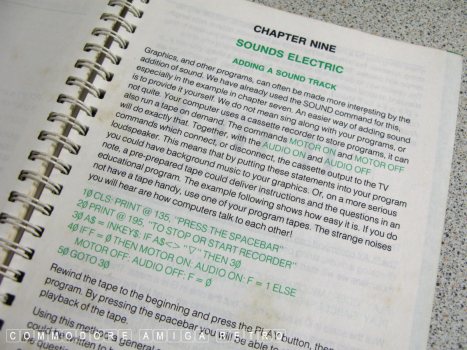 CHAPTER NINE
SOUNDS ELECTRIC
ADDING A SOUND TRACK
Graphics, and other programs, can often be made more interesting by the
addition of sound. We have already used the SOUND command for this,
especially in the example in chapter seven. An easier way of adding sound
is to provide it yourself. We do not mean sing along with your programs, or
not quite. Your computer uses a cassette recorder to store programs, it can
also run a tape on demand. The commands MOTOR ON and MOTOR OFF
will do exactly that. Together, with the AUDIO ON and AUDIO OFF
commands which connect, or disconnect, the cassette output to the TV
loudspeaker. This means that by putting these statements into your program
you could have background music to your graphics. Or, on a more serious
note, a pre-prepared tape could deliver instructions and the questions in an
educational program. The example following shows how easy it is. If you do
not have a tape handy, use one of your program tapes. The strange noises
you will hear are how computers talk to each other!
10 CLS: PRINT @ 135, "PRESS THE SPACEBAR"
20 PRINT @ 195, "TO STOP OR START RECORDER"
30 A$ = INKEY$: IF A$<> " " THEN 30
40 IF F = 0 THEN MOTOR ON: AUDIO ON: F = 1 ELSE
MOTOR OFF: AUDIO OFF: F = 0
50 GOTO 30
Rewind the tape to the beginning and press the PLAY button, then
program. By pressing the spacebar you will be able to
playback of the tape.
Using this method, general
could be written to
COMMODORE AMIGA RETRO